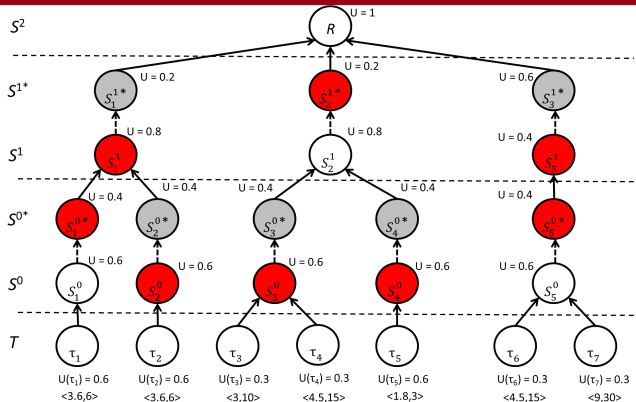 S² R U = 1
U = 0.2 U = 0.2 U = 0.6
S¹* S₁¹* S₂¹* S₃¹*
U = 0.8 U = 0.8 U = 0.4
S¹ S₁¹ S₂¹ S₃¹
U = 0.4 U = 0.4 U = 0.4 U = 0.4 U = 0.4
S⁰* S₁⁰* S₂⁰* S₃⁰* S₄⁰* S₅⁰*
U = 0.6 U = 0.6 U = 0.6 U = 0.6 U = 0.6
S⁰ S₁⁰ S₂⁰ S₃⁰ S₄⁰ S₅⁰
T τ₁ τ₂ τ₃ τ₄ τ₅ τ₆ τ₇
U(τ₁) = 0.6 U(τ₂) = 0.6 U(τ₃) = 0.3 U(τ₄) = 0.3 U(τ₅) = 0.6 U(τ₆) = 0.3 U(τ₇) = 0.3
<3.6,6> <3.6,6> <3,10> <4.5,15> <1.8,3> <4.5,15> <9,30>